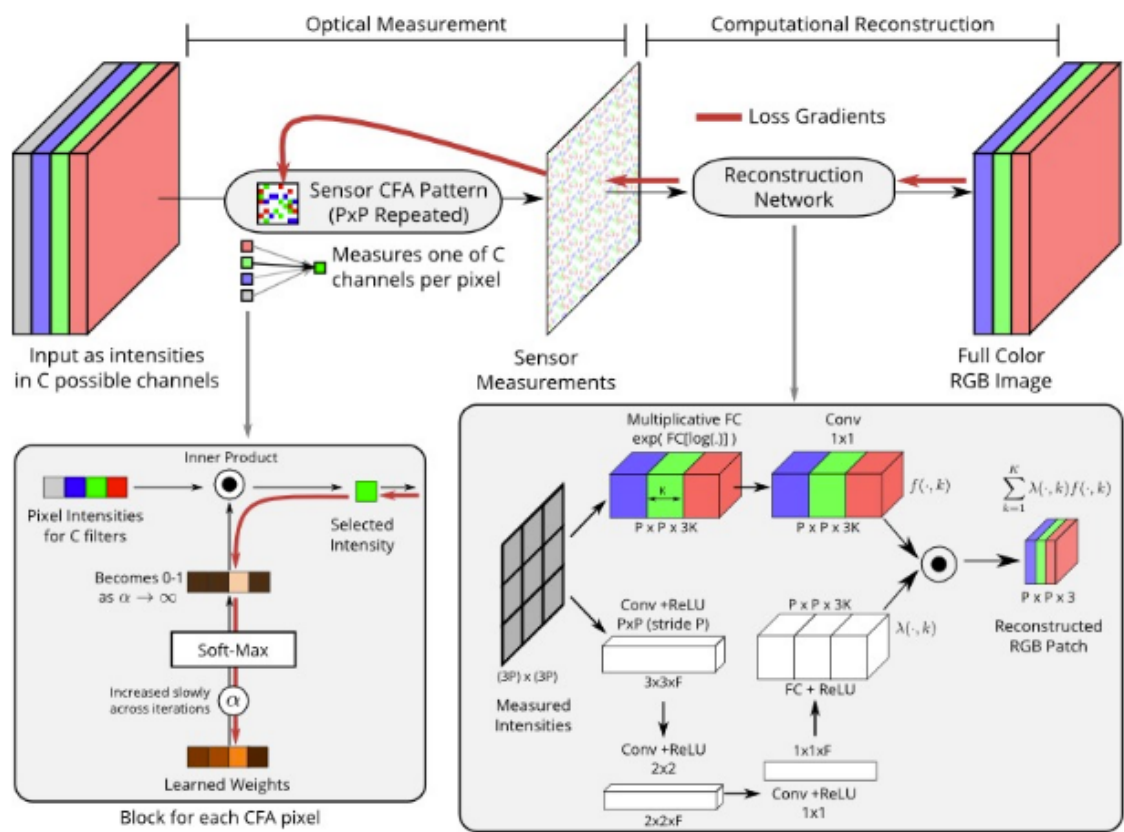 Optical Measurement
Computational Reconstruction
Loss Gradients
Sensor CFA Pattern
(PxP Repeated)
Reconstruction
Network
Measures one of C
channels per pixel
Input as intensities
in C possible channels
Sensor
Measurements
Full Color
RGB Image
Inner Product
Pixel Intensities
for C filters
Selected
Intensity
Becomes 0-1
as α → ∞
Soft-Max
Increased slowly
across iterations
α
Learned Weights
Block for each CFA pixel
Multiplicative FC
exp( FC[log(.)] )
K
P x P x 3K
Conv
1x1
P x P x 3K
f(·, k)
∑_{k=1}^{K} λ(·, k)f(·, k)
P x P x 3
Reconstructed
RGB Patch
(3P) x (3P)
Measured
Intensities
Conv +ReLU
PxP (stride P)
3x3xF
Conv +ReLU
2x2
2x2xF
P x P x 3K
λ(·, k)
FC + ReLU
1x1xF
Conv +ReLU
1x1